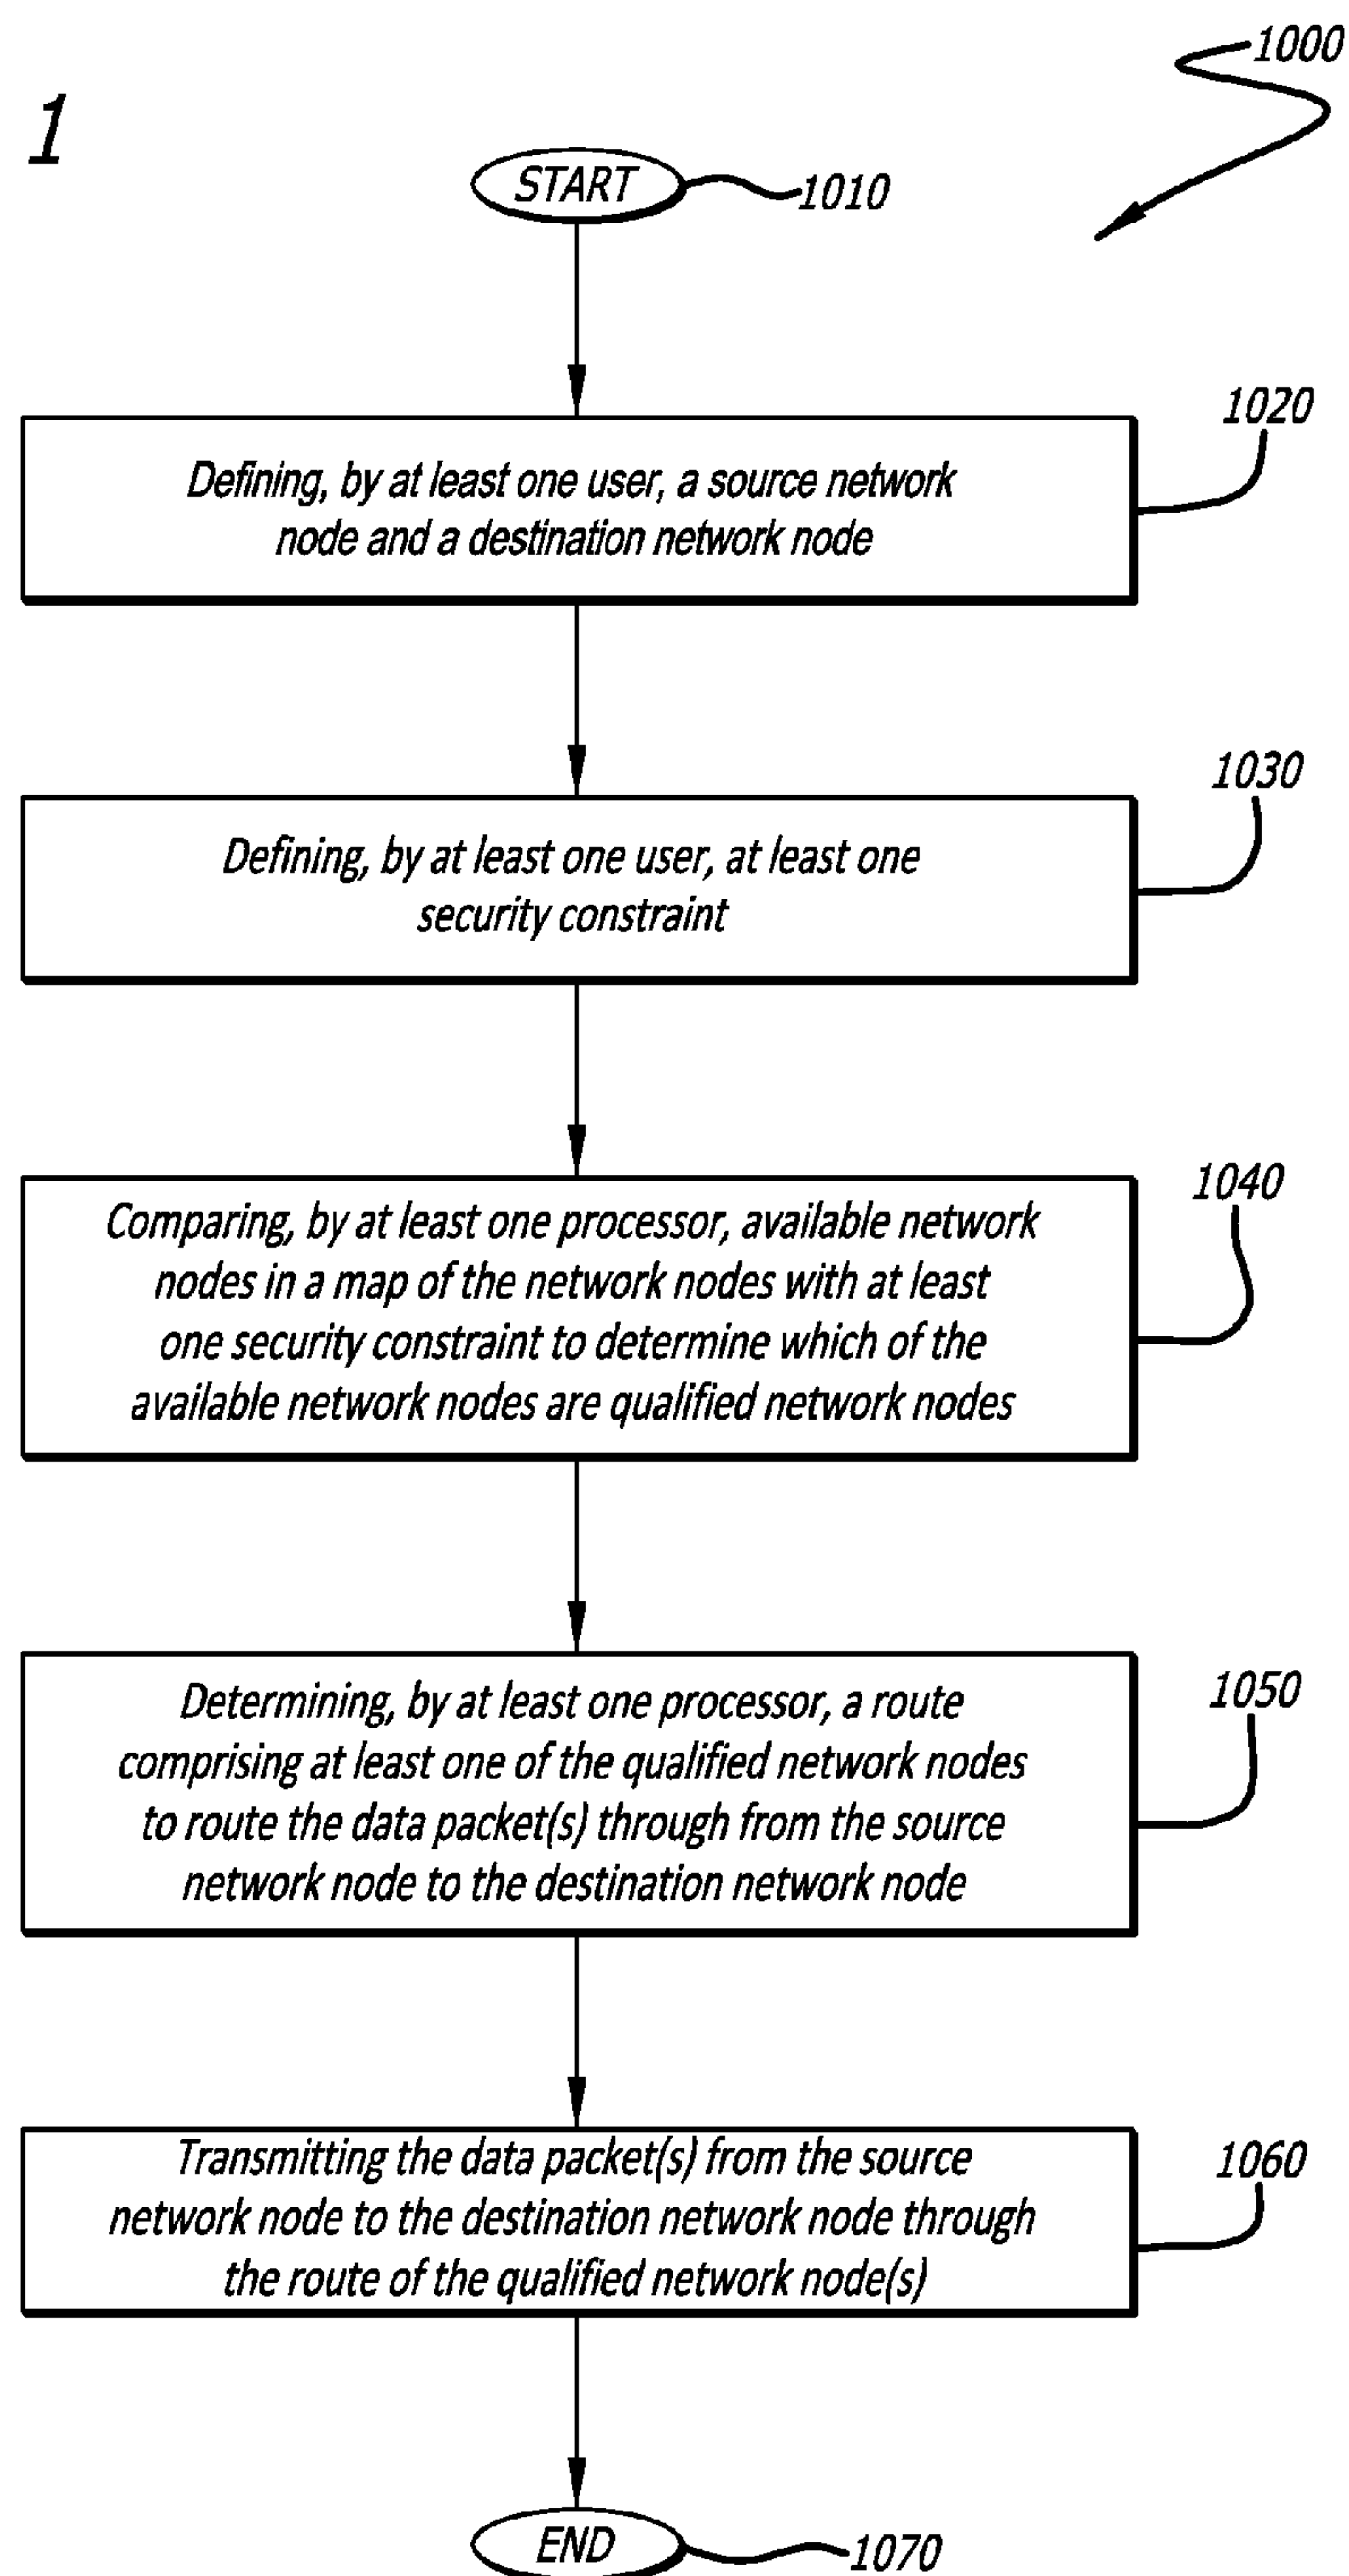 1000
1
START
1010
1020
Defining, by at least one user, a source network
node and a destination network node
1030
Defining, by at least one user, at least one
security constraint
1040
Comparing, by at least one processor, available network
nodes in a map of the network nodes with at least
one security constraint to determine which of the
available network nodes are qualified network nodes
1050
Determining, by at least one processor, a route
comprising at least one of the qualified network nodes
to route the data packet(s) through from the source
network node to the destination network node
1060
Transmitting the data packet(s) from the source
network node to the destination network node through
the route of the qualified network node(s)
END
1070